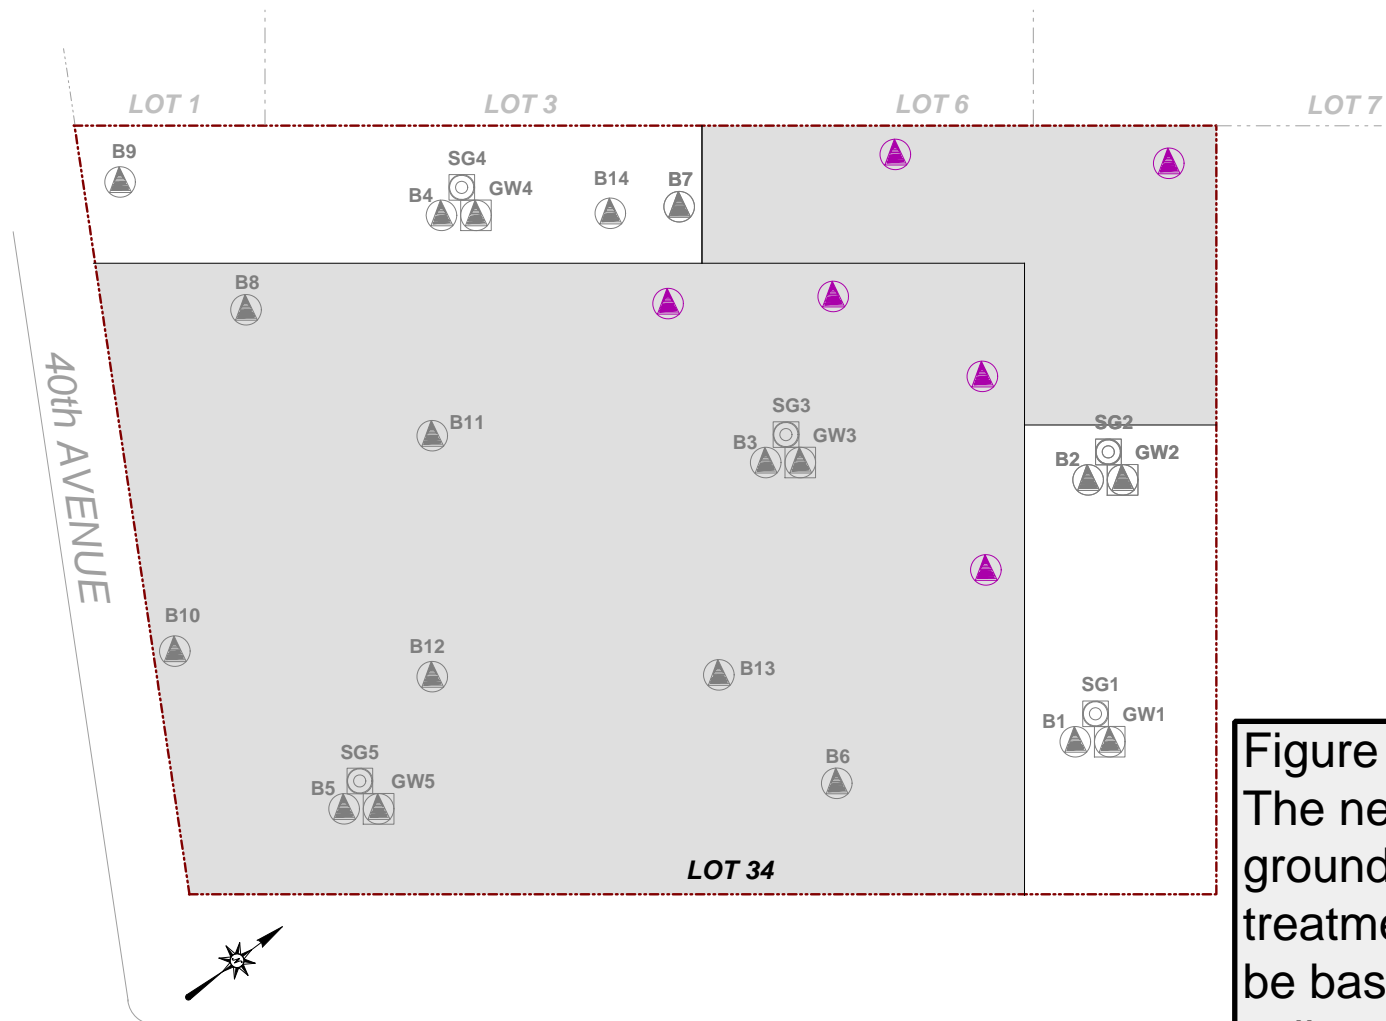 LOT 1
LOT 3
LOT 6
LOT 7
B9
SG4
B4
GW4
B14
B7
B8
40th AVENUE
B11
SG3
B3
GW3
SG2
B2
GW2
B10
B12
B13
SG1
B1
GW1
SG5
B5
GW5
B6
LOT 34
Figure
The ne
ground
treatme
be bas